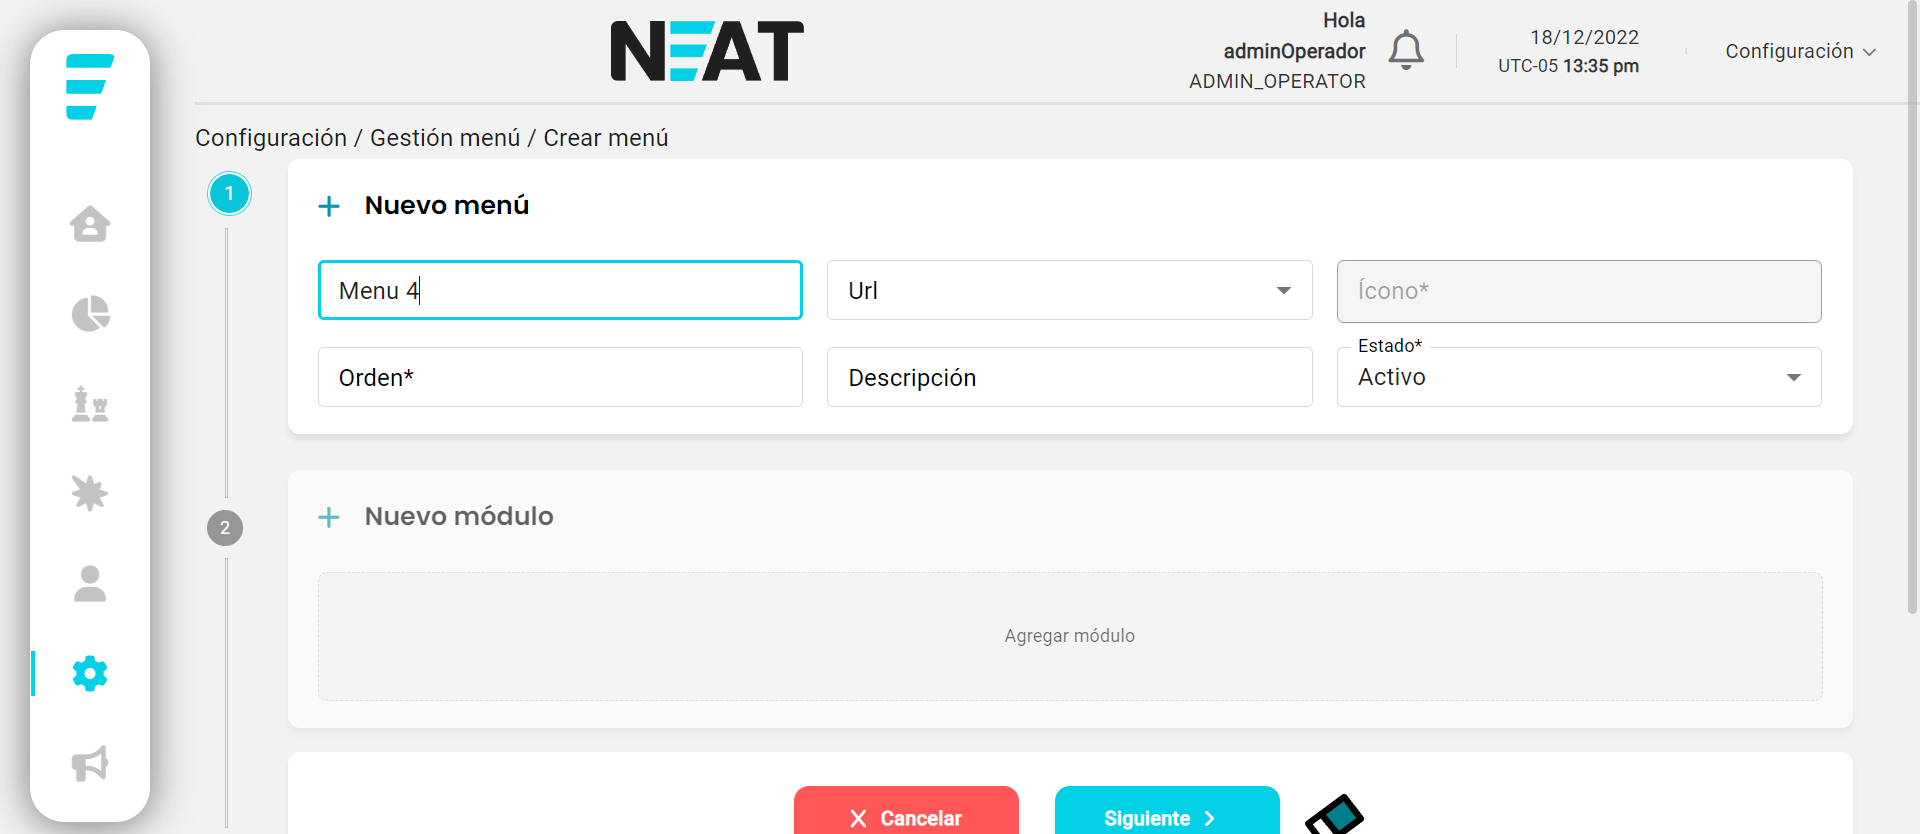 NEAT
Hola
adminOperador
ADMIN_OPERATOR
18/12/2022
UTC-05 13:35 pm
Configuración
Configuración / Gestión menú / Crear menú
1
Nuevo menú
Menu 4
Url
Ícono*
Orden*
Descripción
Estado*
Activo
2
Nuevo módulo
Agregar módulo
Cancelar
Siguiente